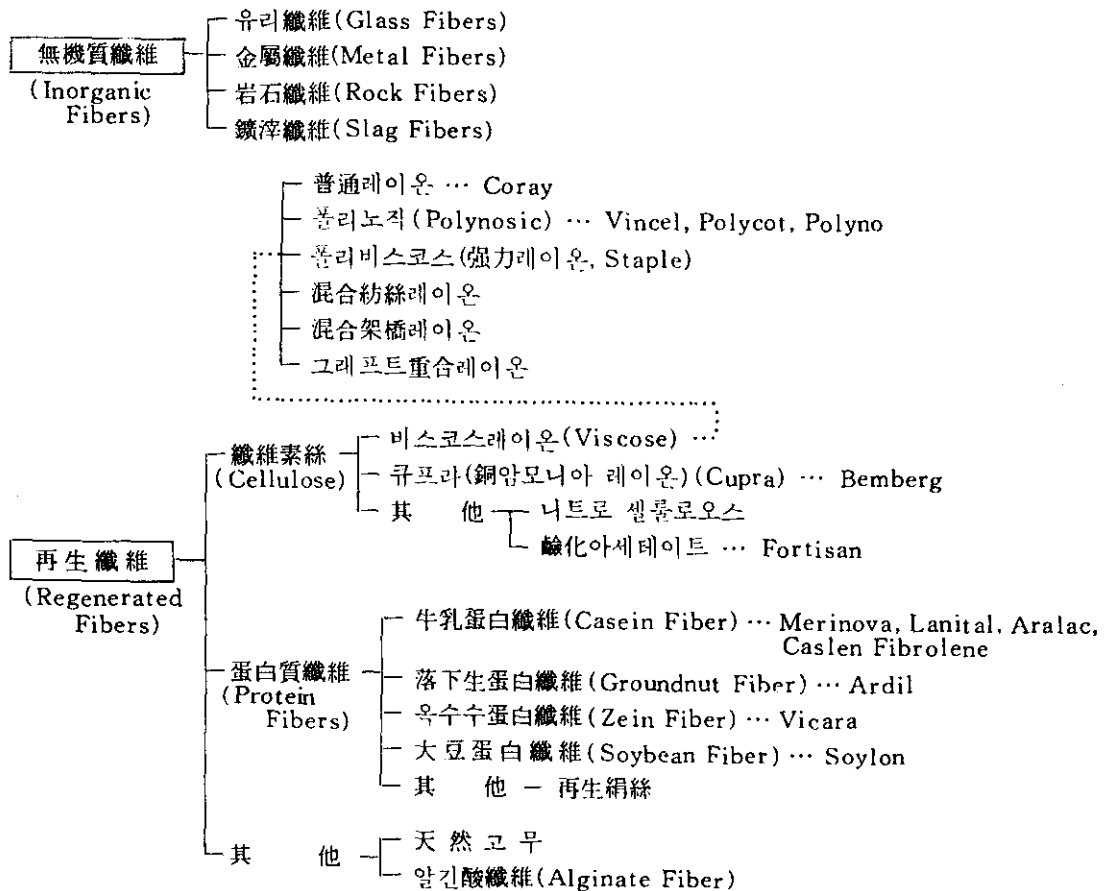 유리纖維(Glass Fibers)
無機質纖維
金屬纖維(Metal Fibers)
(Inorganic
Fibers)
岩石纖維(Rock Fibers)
鑛滓纖維(Slag Fibers)
普通레이온 … Coray
폴리노직(Polynosic) … Vincel, Polycot, Polyno
폴리비스코스(强力레이온, Staple)
混合紡絲레이온
混合架橋레이온
그래프트重合레이온
纖維素絲
(Cellulose)
비스코스레이온(Viscose) …
큐프라(銅암모니아 레이온)(Cupra) … Bemberg
其 他
니트로 셀룰로오스
鹼化아세테이트 … Fortisan
再生纖維
(Regenerated
Fibers)
蛋白質纖維
(Protein
Fibers)
牛乳蛋白纖維(Casein Fiber) … Merinova, Lanital, Aralac,
Caslen Fibrolene
落下生蛋白纖維(Groundnut Fiber) … Ardil
옥수수蛋白纖維(Zein Fiber) … Vicara
大豆蛋白纖維(Soybean Fiber) … Soylon
其 他 － 再生絹絲
其 他
天然고무
알긴酸纖維(Alginate Fiber)